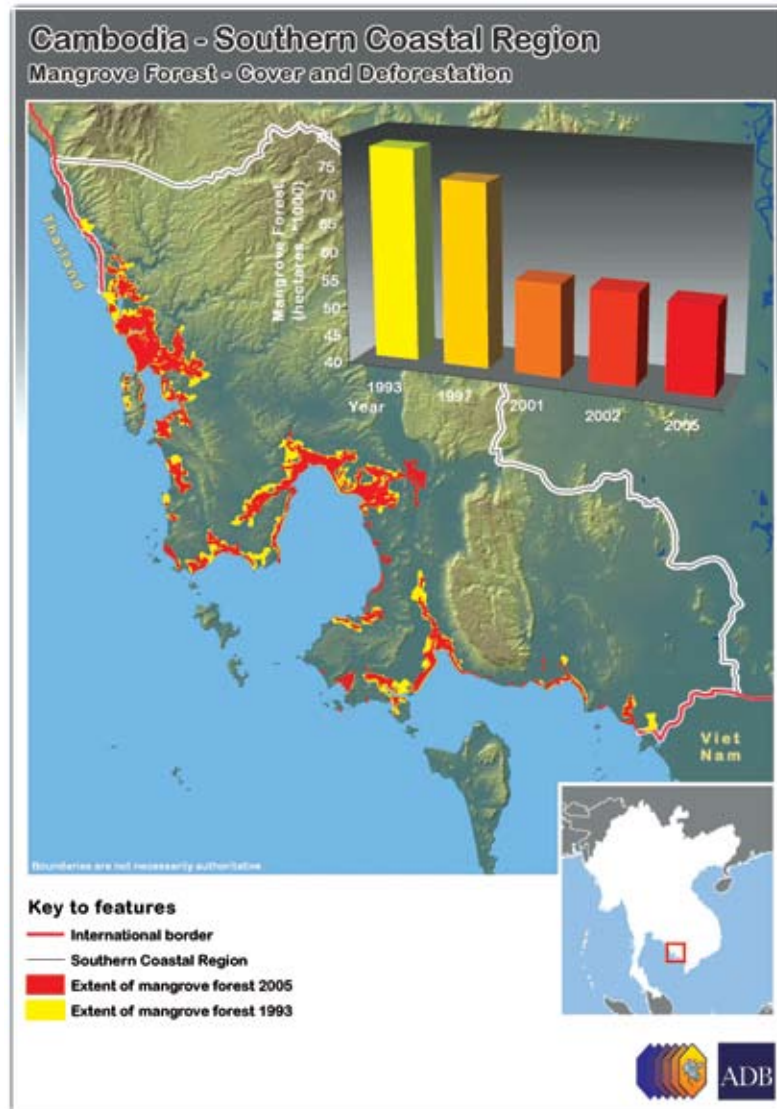 Cambodia - Southern Coastal Region
Mangrove Forest - Cover and Deforestation
Thailand
Mangrove Forest
(hectares, *1000)
75
70
65
60
55
50
45
40
1993
1997
2001
2002
2005
Year
Viet
Nam
Boundaries are not necessarily authoritative
Key to features
International border
Southern Coastal Region
Extent of mangrove forest 2005
Extent of mangrove forest 1993
ADB